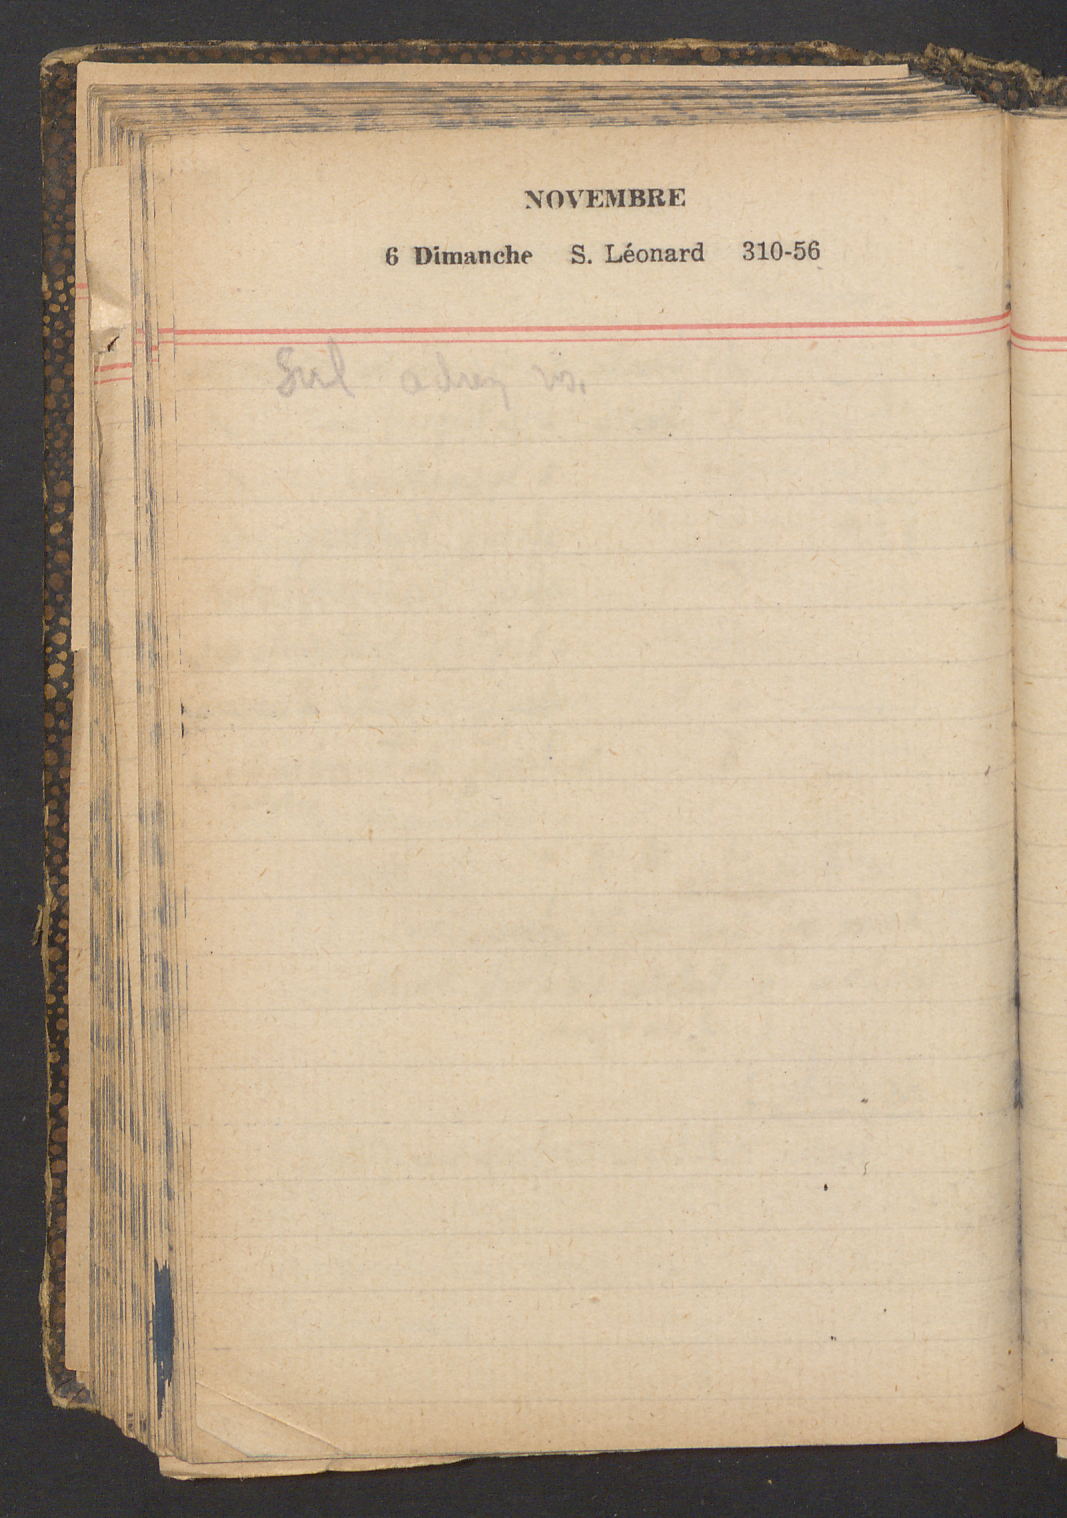 NOVEMBRE
6 Dimanche S. Léonard 310-56